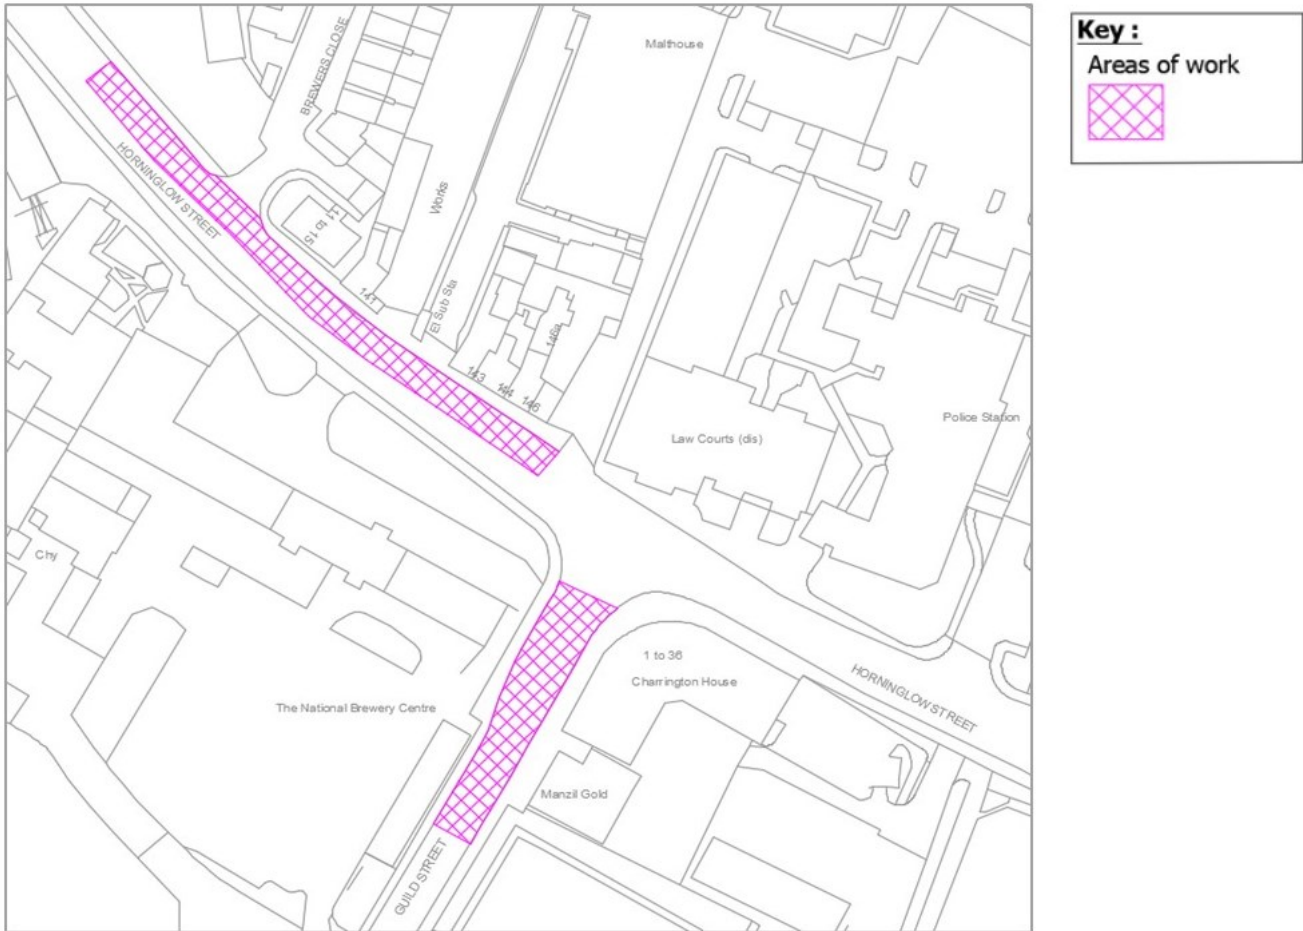 Key :
Areas of work
Malthouse
BREWERS CLOSE
HORNINGLOW STREET
Works
11 to 15
141
El Sub Sta
146a
143
144
146
Police Station
Law Courts (dis)
Chy
1 to 36
Charrington House
HORNINGLOW STREET
The National Brewery Centre
Manzil Gold
GUILD STREET